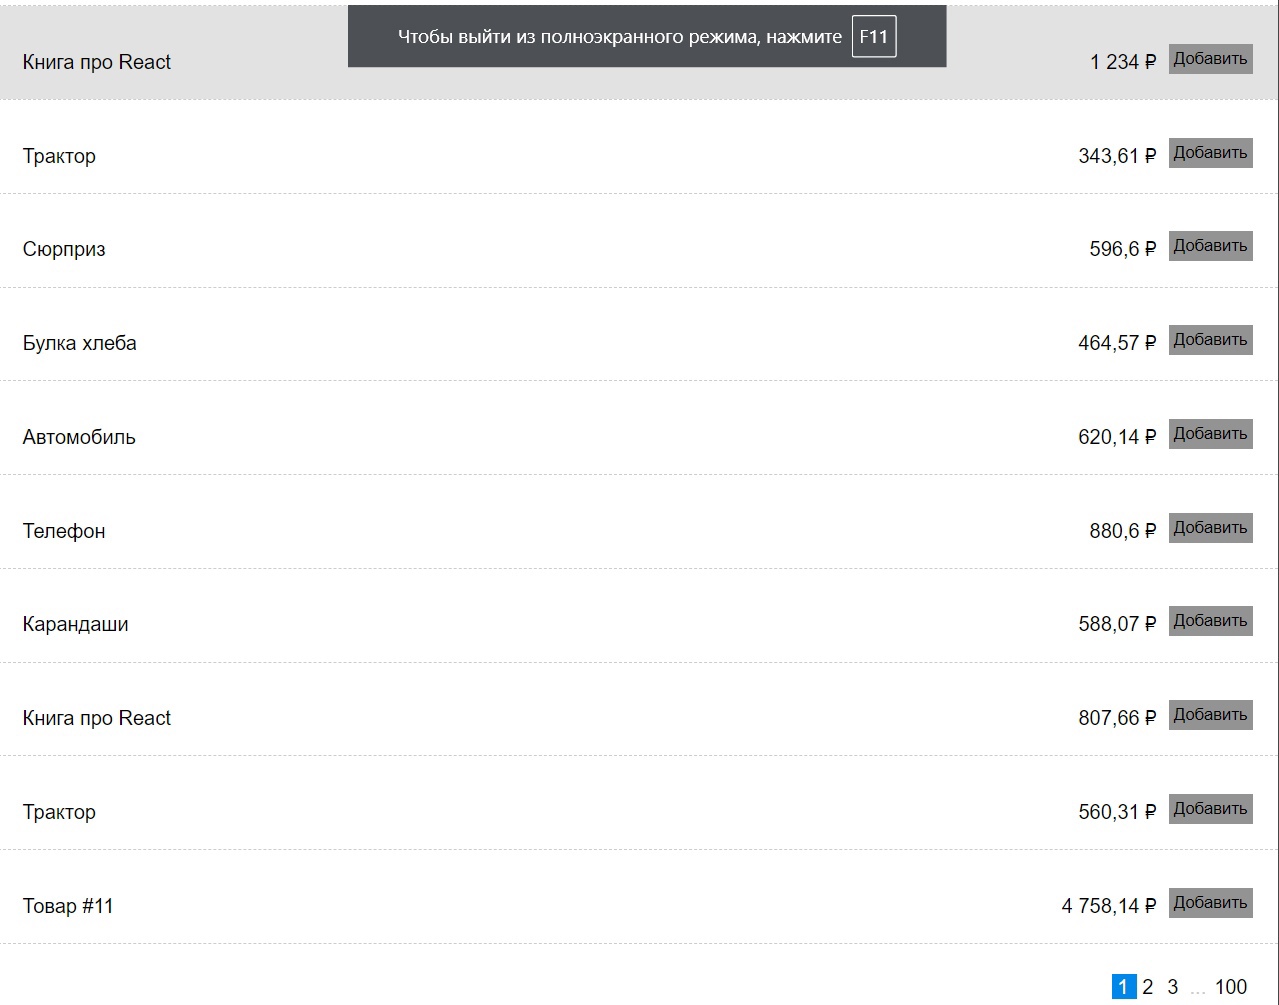 Чтобы выйти из полноэкранного режима, нажмите F11
Книга про React 1 234 ₽ Добавить
Трактор 343,61 ₽ Добавить
Сюрприз 596,6 ₽ Добавить
Булка хлеба 464,57 ₽ Добавить
Автомобиль 620,14 ₽ Добавить
Телефон 880,6 ₽ Добавить
Карандаши 588,07 ₽ Добавить
Книга про React 807,66 ₽ Добавить
Трактор 560,31 ₽ Добавить
Товар #11 4 758,14 ₽ Добавить
1 2 3 ... 100